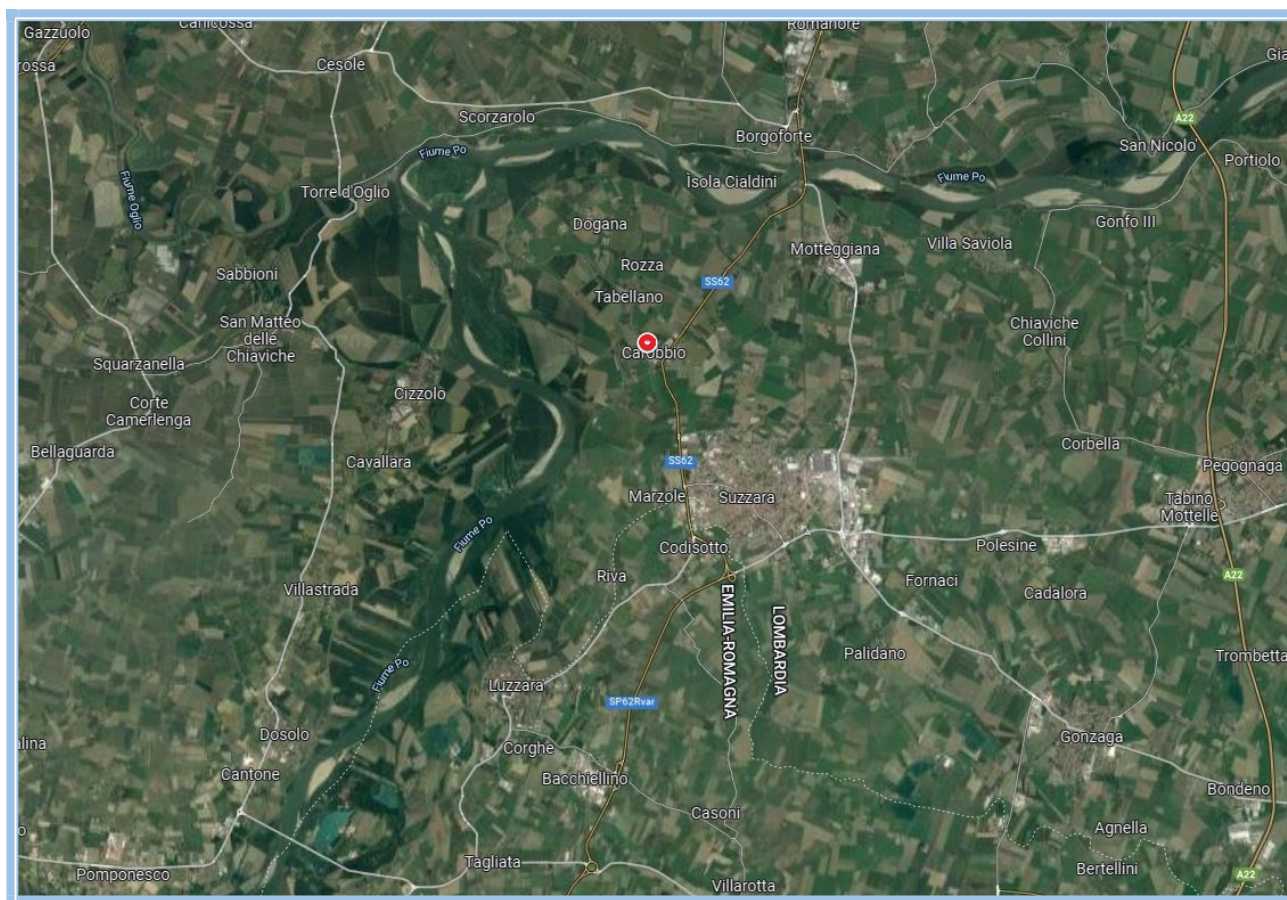 Gazzuolo
Canicossa
Romanore
rossa
Cesole
Gia
Scorzarolo
A22
Borgoforte
San Nicolo
Fiume Po
Portiolo
Fiume Oglio
Torre d'Oglio
Isola Cialdini
Fiume Po
Dogana
Gonfo III
Motteggiana
Villa Saviola
Sabbioni
Rozza
SS62
Tabellano
San Matteo
delle
Chiaviche
Chiaviche
Collini
Carobbio
Squarzanella
Cizzolo
Corte
Camerlenga
Bellaguarda
Cavallara
SS62
Corbella
Pegognaga
Marzole
Suzzara
Tabino
Mottelle
Fiume Po
Codisotto
Polesine
Riva
Fornaci
A22
Villastrada
Cadalora
EMILIA-ROMAGNA
LOMBARDIA
Palidano
Trombetta
Fiume Po
Luzzara
SP62Rvar
Dosolo
Gonzaga
alina
Corghe
Cantone
Bacchiellino
Bondeno
Casoni
Agnella
Tagliata
Bertellini
Pomponesco
A22
Villarotta